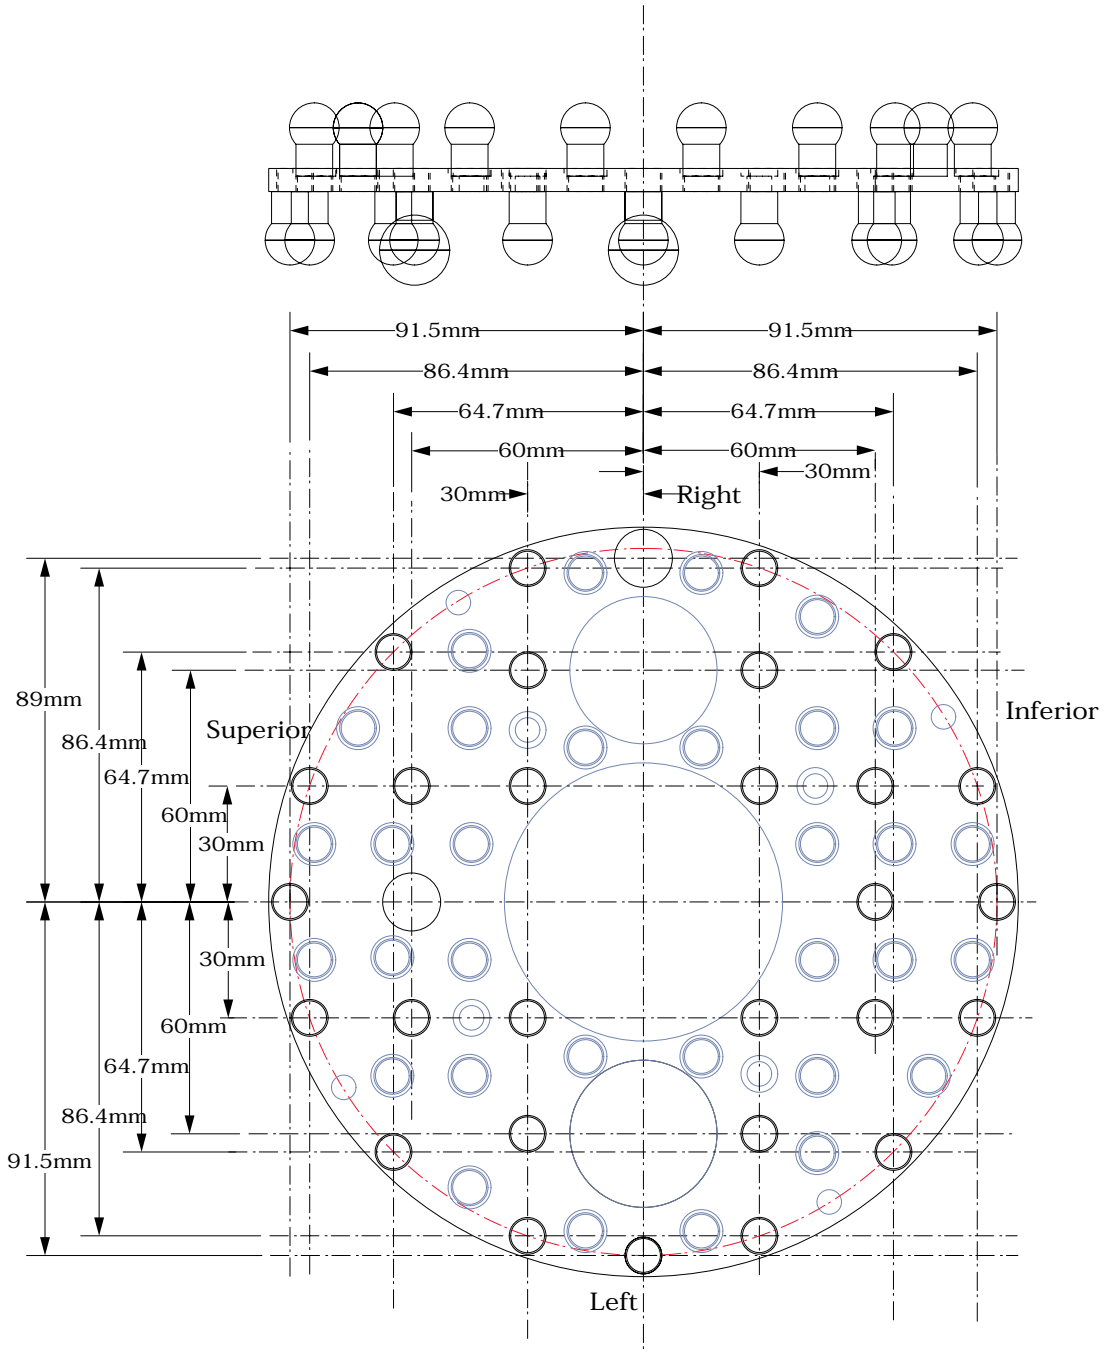 91.5mm 91.5mm
86.4mm 86.4mm
64.7mm 64.7mm
60mm 60mm
30mm
30mm Right
89mm
Superior Inferior
86.4mm
64.7mm
60mm
30mm
30mm
60mm
64.7mm
86.4mm
91.5mm
Left